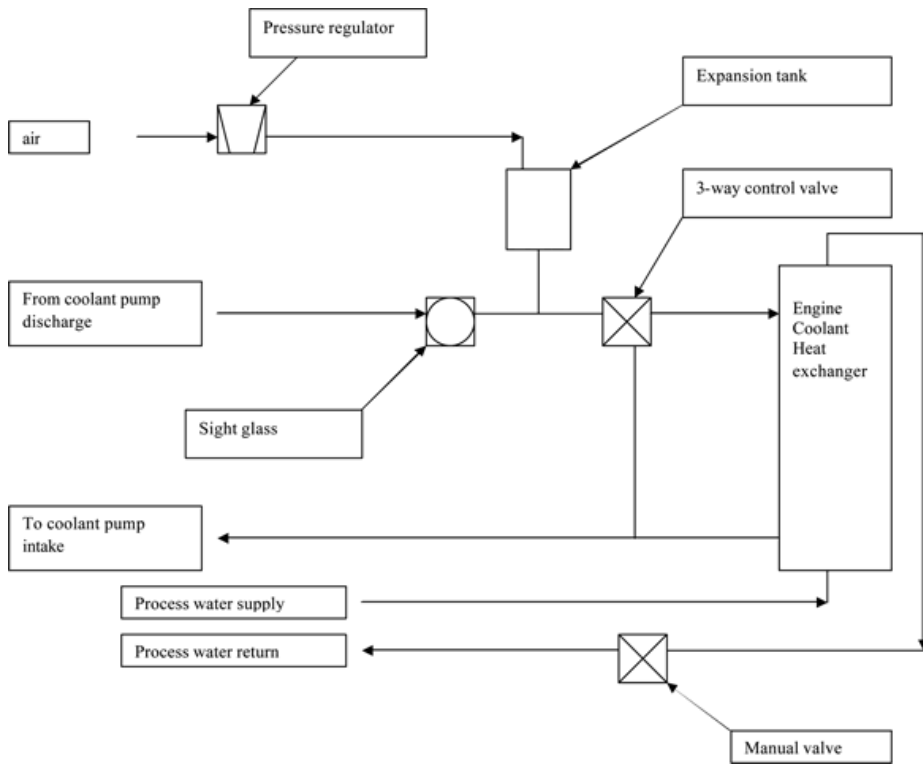 Pressure regulator
Expansion tank
air
3-way control valve
From coolant pump
discharge
Engine
Coolant
Heat
exchanger
Sight glass
To coolant pump
intake
Process water supply
Process water return
Manual valve